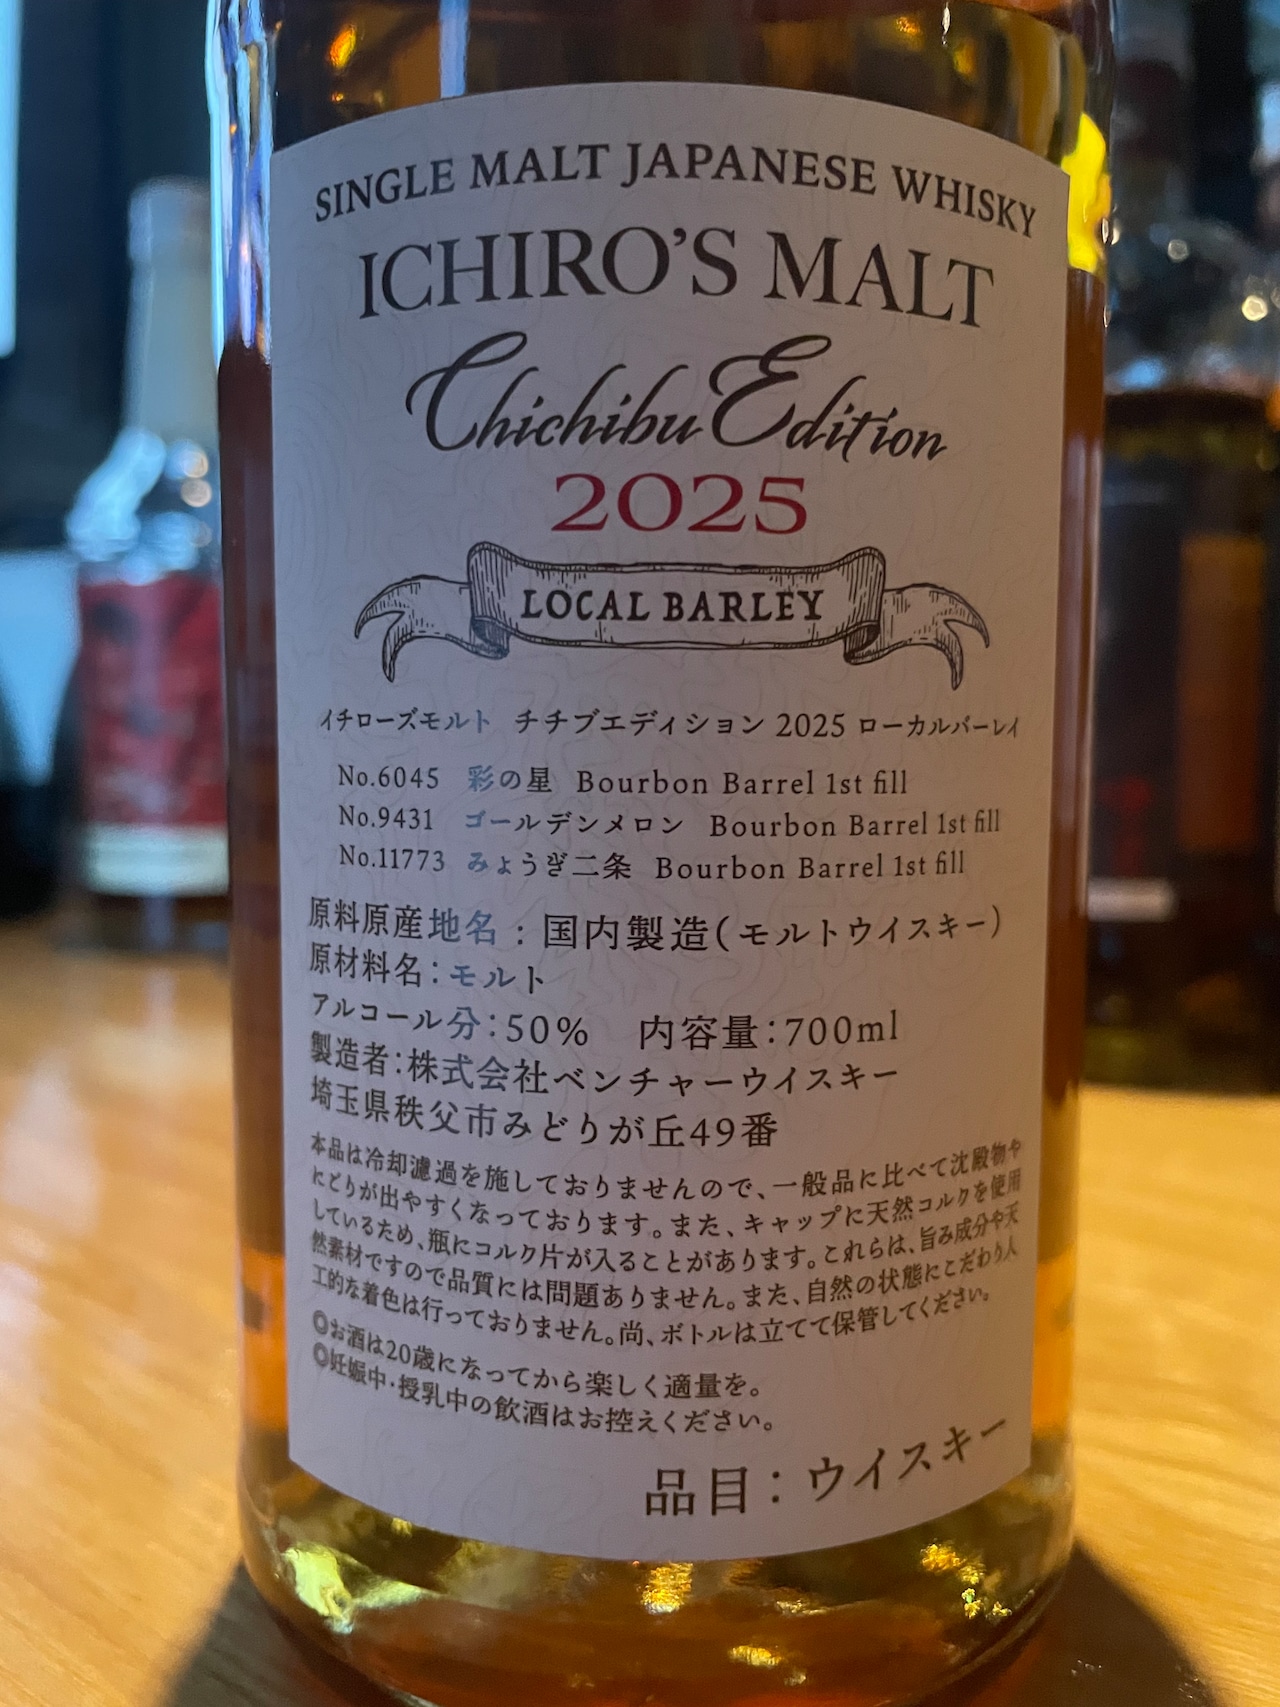 SINGLE MALT JAPANESE WHISKY
ICHIRO'S MALT
Chichibu Edition
2025
LOCAL BARLEY
イチローズモルト チチブエディション 2025 ローカルバーレイ
No.6045 彩の星 Bourbon Barrel 1st fill
No.9431 ゴールデンメロン Bourbon Barrel 1st fill
No.11773 みょうぎ二条 Bourbon Barrel 1st fill
原料原産地名：国内製造(モルトウイスキー)
原材料名：モルト
アルコール分：50% 内容量：700ml
製造者：株式会社ベンチャーウイスキー
埼玉県秩父市みどりが丘49番
本品は冷却濾過を施しておりませんので、一般品に比べて沈殿物や
にどりが出やすくなっております。また、キャップに天然コルクを使用
しているため、瓶にコルク片が入ることがあります。これらは、旨み成分や天
然素材ですので品質には問題ありません。また、自然の状態にこだわり人
工的な着色は行っておりません。尚、ボトルは立てて保管してください。
◎お酒は20歳になってから楽しく適量を。
◎妊娠中・授乳中の飲酒はお控えください。
品目：ウイスキー